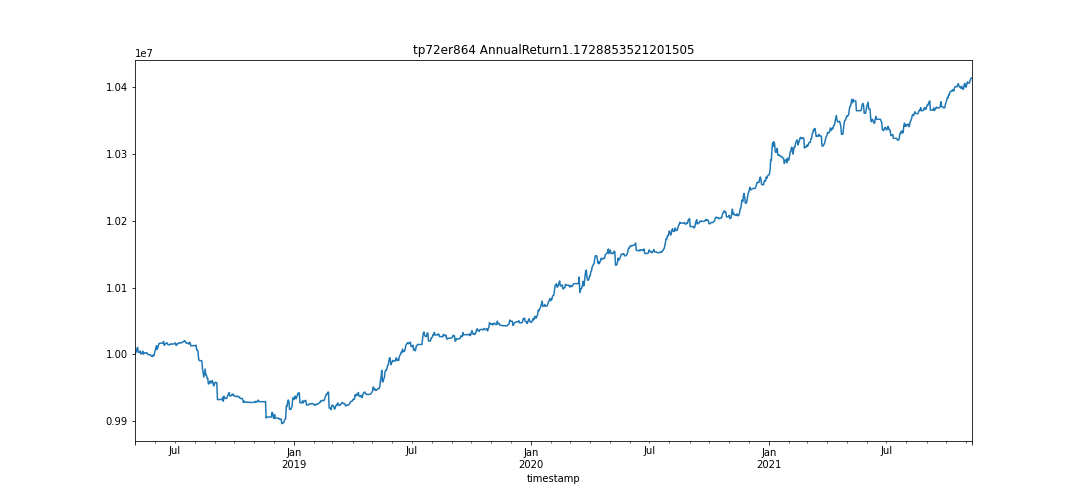 tp72er864 AnnualReturn1.1728853521201505
1e7
1.04
1.03
1.02
1.01
1.00
0.99
Jul Jan Jul Jan Jul Jan Jul
2019 2020 2021
timestamp